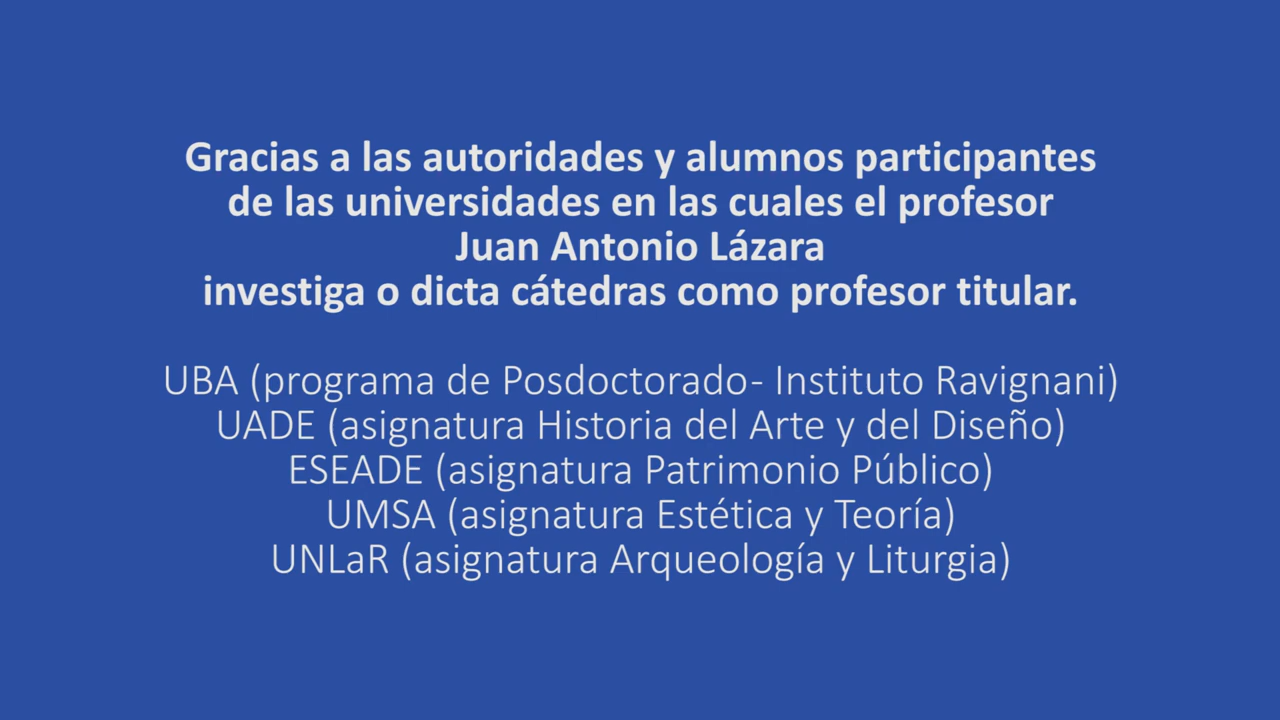 Gracias a las autoridades y alumnos participantes
de las universidades en las cuales el profesor
Juan Antonio Lázara
investiga o dicta cátedras como profesor titular.
UBA (programa de Posdoctorado- Instituto Ravignani)
UADE (asignatura Historia del Arte y del Diseño)
ESEADE (asignatura Patrimonio Público)
UMSA (asignatura Estética y Teoría)
UNLaR (asignatura Arqueología y Liturgia)